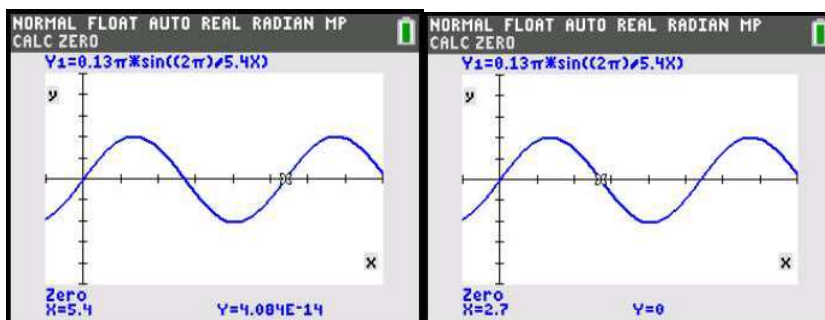 NORMAL FLOAT AUTO REAL RADIAN MP
CALC ZERO
Y1=0.13π*sin((2π)/5.4X)
y
x
Zero
X=5.4 Y=4.084E-14
NORMAL FLOAT AUTO REAL RADIAN MP
CALC ZERO
Y1=0.13π*sin((2π)/5.4X)
y
x
Zero
X=2.7 Y=0